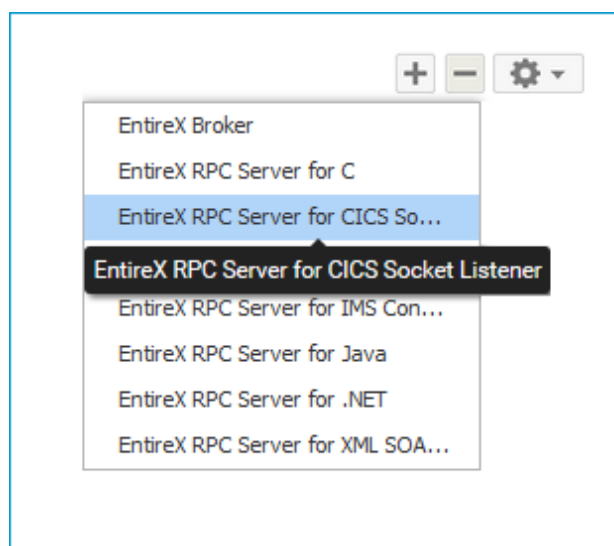 EntireX Broker
EntireX RPC Server for C
EntireX RPC Server for CICS So...
EntireX RPC Server for CICS Socket Listener
EntireX RPC Server for IMS Con...
EntireX RPC Server for Java
EntireX RPC Server for .NET
EntireX RPC Server for XML SOA...